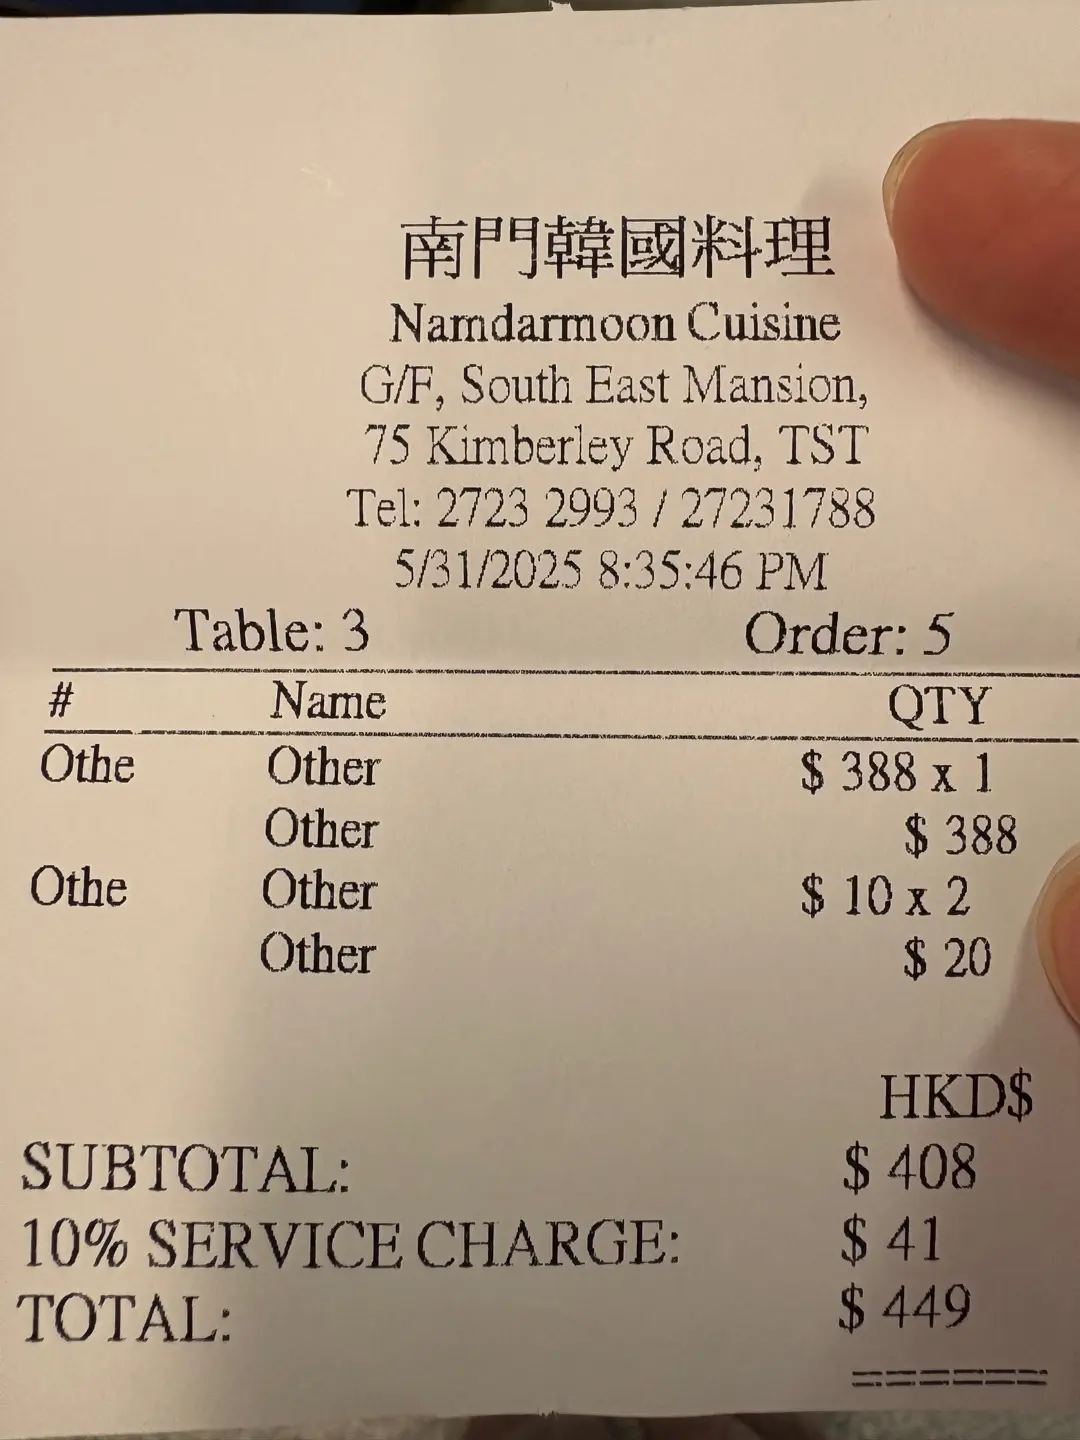 南門韓國料理
Namdarmoon Cuisine
G/F, South East Mansion,
75 Kimberley Road, TST
Tel: 2723 2993 / 27231788
5/31/2025 8:35:46 PM
Table: 3 Order: 5
# Name QTY
Othe Other $ 388 x 1
Other $ 388
Othe Other $ 10 x 2
Other $ 20
HKD$
SUBTOTAL: $ 408
10% SERVICE CHARGE: $ 41
TOTAL: $ 449
======